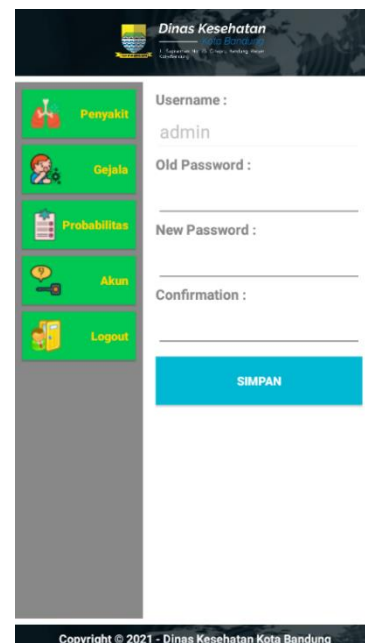 Dinas Kesehatan
Kota Bandung
Penyakit
Gejala
Probabilitas
Akun
Logout
Username :
admin
Old Password :
New Password :
Confirmation :
SIMPAN
Copyright © 2021 - Dinas Kesehatan Kota Bandung